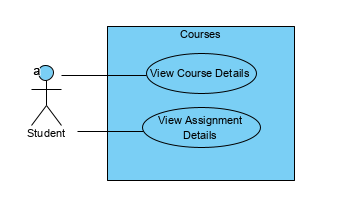 Courses
a
View Course Details
View Assignment
Details
Student